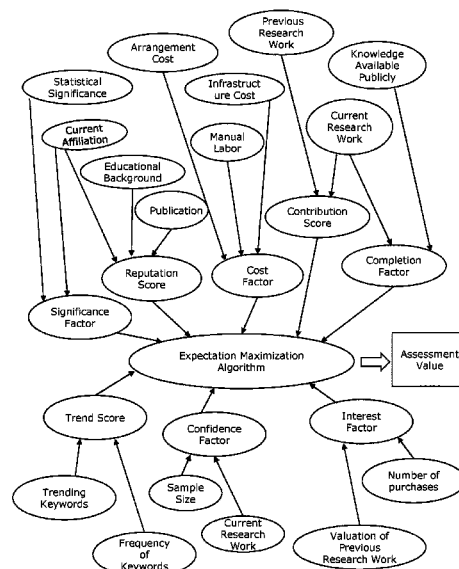 Previous
Research
Work
Arrangement
Cost
Knowledge
Available
Publicly
Statistical
Significance
Infrastruct
ure Cost
Current
Affiliation
Manual
Labor
Current
Research
Work
Educational
Background
Publication
Contribution
Score
Reputation
Score
Cost
Factor
Completion
Factor
Significance
Factor
Expectation Maximization
Algorithm
Assessment
Value
.....
Trend Score
Confidence
Factor
Interest
Factor
Trending
Keywords
Sample
Size
Number of
purchases
Current
Research
Work
Frequency
of
Keywords
Valuation of
Previous
Research Work